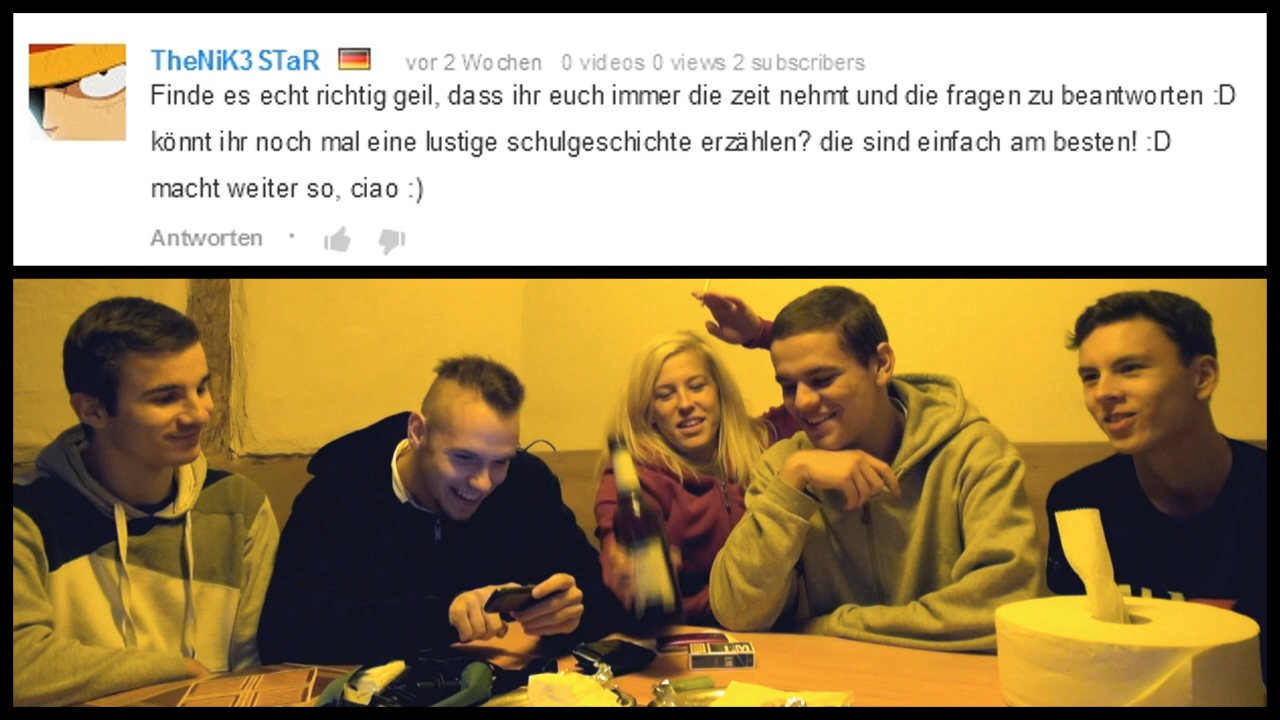 TheNiK3STaR vor 2 Wochen 0 videos 0 views 2 subscribers
Finde es echt richtig geil, dass ihr euch immer die zeit nehmt und die fragen zu beantworten :D
könnt ihr noch mal eine lustige schulgeschichte erzählen? die sind einfach am besten! :D
macht weiter so, ciao :)
Antworten ·